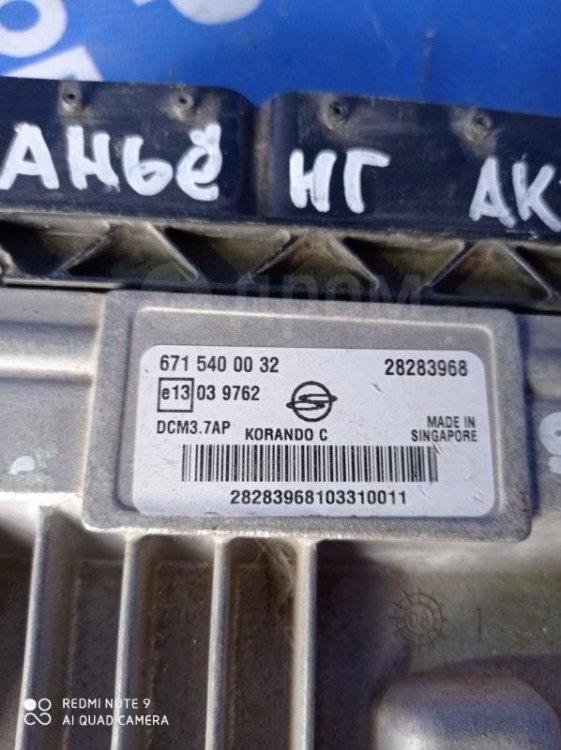 АНЬЁ НГ АК
671 540 00 32 28283968
e13 03 9762
DCM3.7AP KORANDO C MADE IN
SINGAPORE
28283968103310011
08
REDMI NOTE 9
AI QUAD CAMERA